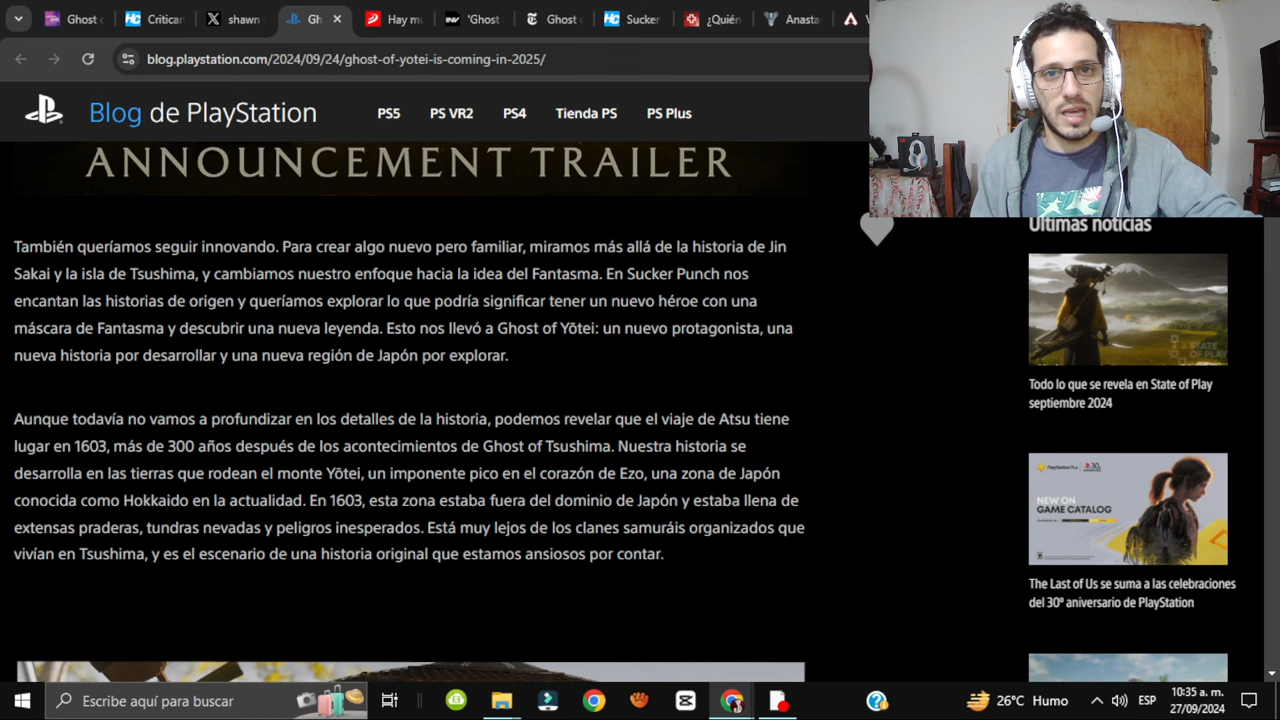 Ghost c
Criticar
shawn
Gh
Hay mu
'Ghost
Ghost c
Sucker
¿Quién
Anasta
blog.playstation.com/2024/09/24/ghost-of-yotei-is-coming-in-2025/
Blog de PlayStation
PS5
PS VR2
PS4
Tienda PS
PS Plus
ANNOUNCEMENT TRAILER
También queríamos seguir innovando. Para crear algo nuevo pero familiar, miramos más allá de la historia de Jin
Sakai y la isla de Tsushima, y cambiamos nuestro enfoque hacia la idea del Fantasma. En Sucker Punch nos
encantan las historias de origen y queríamos explorar lo que podría significar tener un nuevo héroe con una
máscara de Fantasma y descubrir una nueva leyenda. Esto nos llevó a Ghost of Yōtei: un nuevo protagonista, una
nueva historia por desarrollar y una nueva región de Japón por explorar.
Aunque todavía no vamos a profundizar en los detalles de la historia, podemos revelar que el viaje de Atsu tiene
lugar en 1603, más de 300 años después de los acontecimientos de Ghost of Tsushima. Nuestra historia se
desarrolla en las tierras que rodean el monte Yōtei, un imponente pico en el corazón de Ezo, una zona de Japón
conocida como Hokkaido en la actualidad. En 1603, esta zona estaba fuera del dominio de Japón y estaba llena de
extensas praderas, tundras nevadas y peligros inesperados. Está muy lejos de los clanes samuráis organizados que
vivían en Tsushima, y es el escenario de una historia original que estamos ansiosos por contar.
Últimas noticias
STATE OF
PLAY
Todo lo que se revela en State of Play
septiembre 2024
PlayStation Plus
NEW ON
GAME CATALOG
The Last of Us se suma a las celebraciones
del 30º aniversario de PlayStation
Escribe aquí para buscar
26°C Humo
ESP
10:35 a. m.
27/09/2024